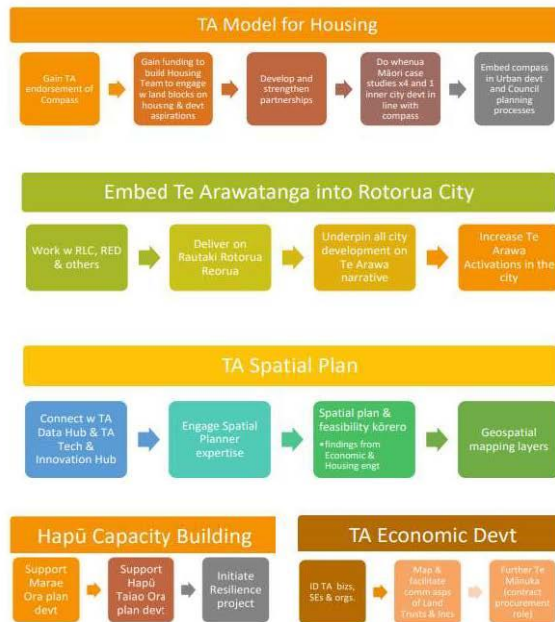 TA Model for Housing
Gain TA
endorsement of
Compass
Gain funding to
build Housing
Team to engage
w land blocks on
housng & devt
aspirations
Develop and
strengthen
partnerships
Do whenua
Māori case
studies x4 and 1
inner city devt in
line with
compass
Embed compass
in Urban devt
and Council
planning
processes
Embed Te Arawatanga into Rotorua City
Work w RLC, RED
& others
Deliver on
Rautaki Rotorua
Reorua
Underpin all city
development on
Te Arawa
narrative
Increase Te
Arawa
Activations in the
city
TA Spatial Plan
Connect w TA
Data Hub & TA
Tech &
Innovation Hub
Engage Spatial
Planner
expertise
Spatial plan &
feasibility kōrero
•findings from
Economic &
Housing engt
Geospatial
mapping layers
Hapū Capacity Building
Support
Marae
Ora plan
devt
Support
Hapū
Taiao Ora
plan devt
Initiate
Resilience
project
TA Economic Devt
ID TA bizs,
SEs & orgs.
Map &
facilitate
comm asps
of Land
Trusts & Incs
Further Te
Mānuka
(contract
procurement
role)